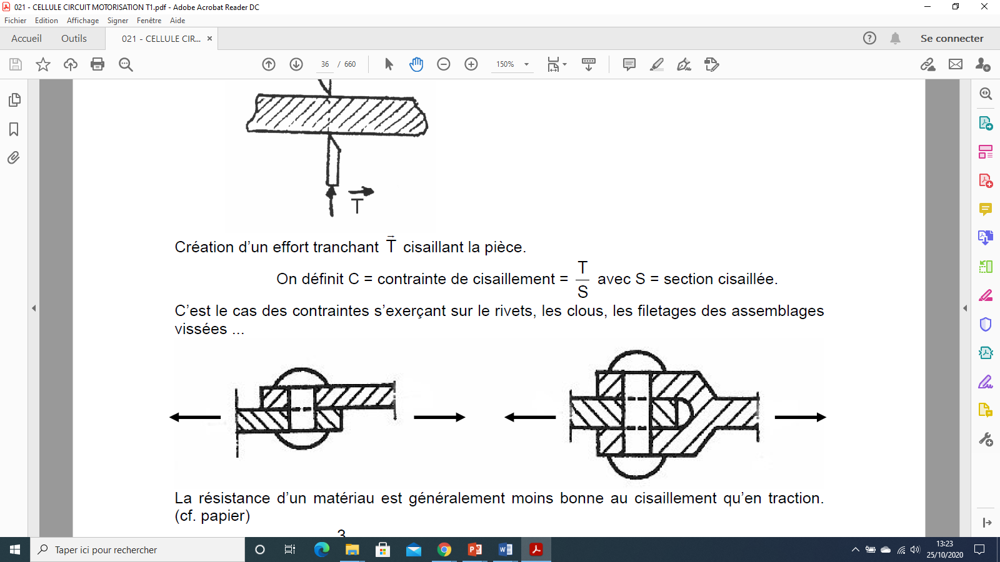 021 - CELLULE CIRCUIT MOTORISATION T1.pdf - Adobe Acrobat Reader DC
Fichier Edition Affichage Signer Fenêtre Aide
Accueil Outils 021 - CELLULE CIR... × Se connecter
36 / 660 150%
T
Création d'un effort tranchant T cisaillant la pièce.
On définit C = contrainte de cisaillement = T/S avec S = section cisaillée.
C'est le cas des contraintes s'exerçant sur le rivets, les clous, les filetages des assemblages
vissées ...
La résistance d'un matériau est généralement moins bonne au cisaillement qu'en traction.
(cf. papier)
3
Taper ici pour rechercher
13:23
25/10/2020